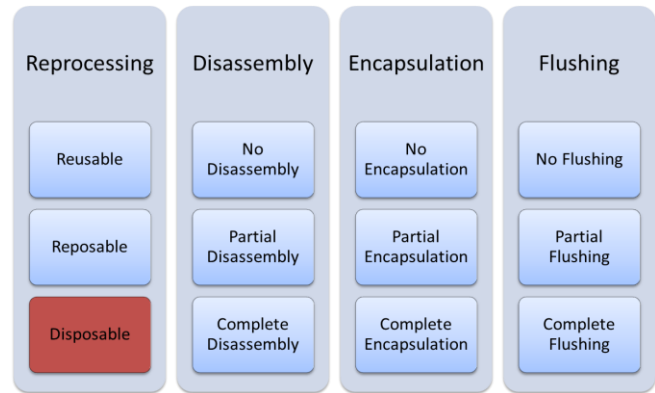 Reprocessing
Reusable
Reposable
Disposable
Disassembly
No
Disassembly
Partial
Disassembly
Complete
Disassembly
Encapsulation
No
Encapsulation
Partial
Encapsulation
Complete
Encapsulation
Flushing
No Flushing
Partial
Flushing
Complete
Flushing